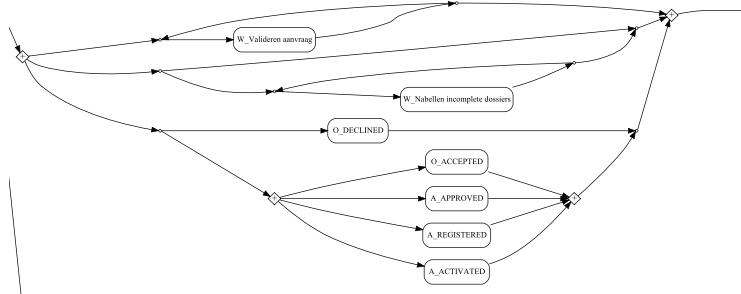 W_Valideren aanvraag
W_Nabellen incomplete dossiers
O_DECLINED
O_ACCEPTED
A_APPROVED
A_REGISTERED
A_ACTIVATED